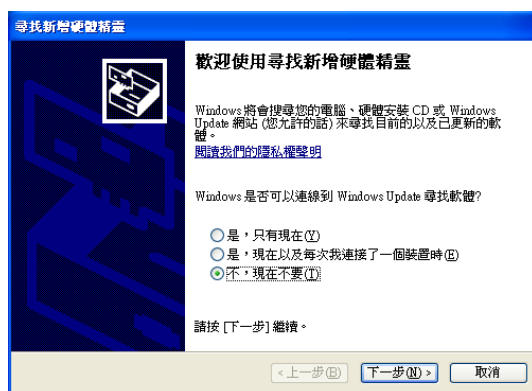 尋找新增硬體精靈
歡迎使用尋找新增硬體精靈
Windows 將會搜尋您的電腦、硬體安裝 CD 或 Windows
Update 網站 (您允許的話) 來尋找目前的以及已更新的軟
體。
閱讀我們的隱私權聲明
Windows 是否可以連線到 Windows Update 尋找軟體?
是，只有現在(Y)
是，現在以及每次我連接了一個裝置時(E)
不，現在不要(T)
請按 [下一步] 繼續。
<上一步(B) 下一步(N)> 取消